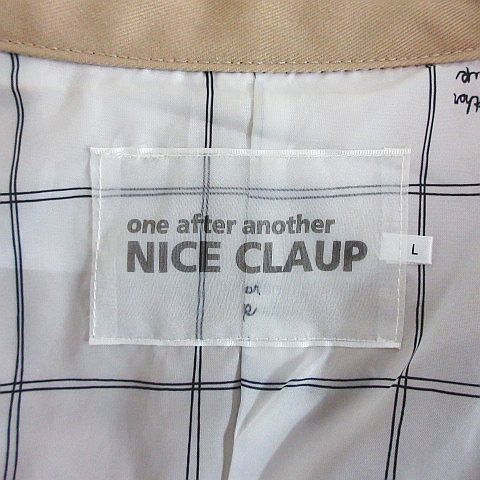 one after another
NICE CLAUP
L